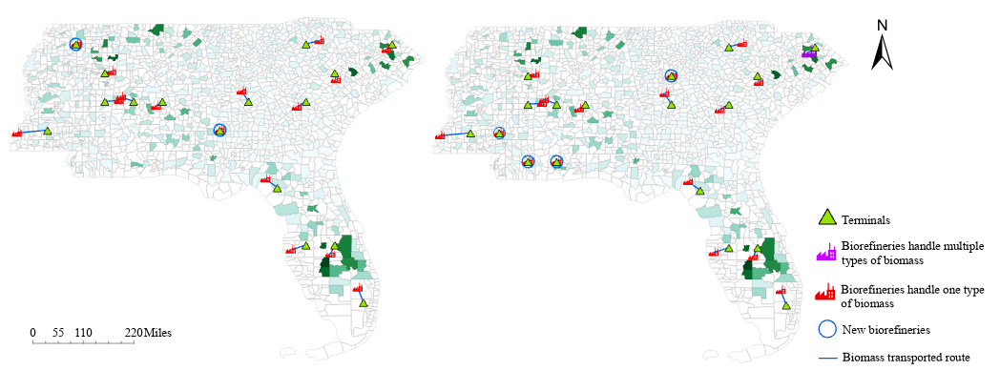 N
Terminals
Biorefineries handle multiple
types of biomass
Biorefineries handle one type
of biomass
New biorefineries
Biomass transported route
0 55 110 220 Miles